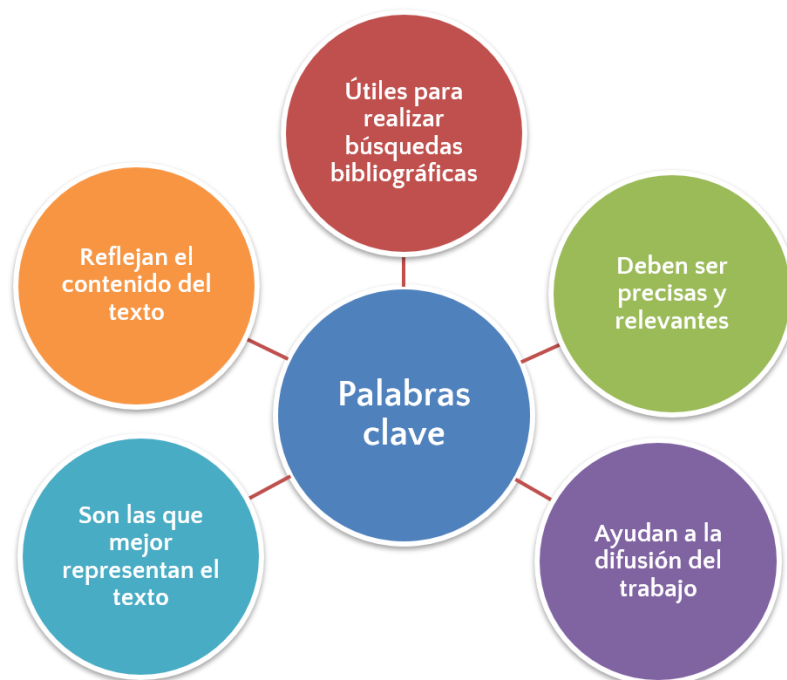 Útiles para
realizar
búsquedas
bibliográficas
Reflejan el
contenido del
texto
Deben ser
precisas y
relevantes
Palabras
clave
Son las que
mejor
representan el
texto
Ayudan a la
difusión del
trabajo